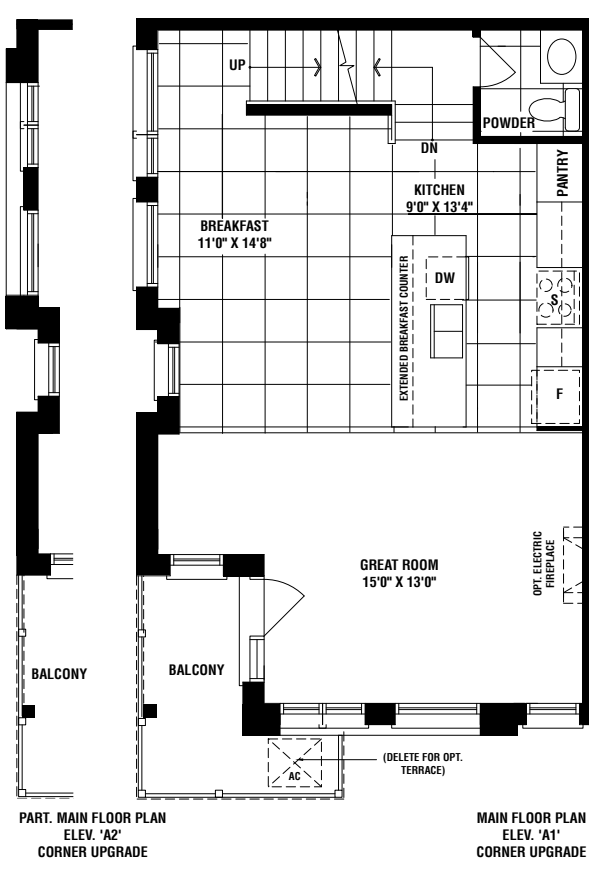 UP
POWDER
DN
PANTRY
KITCHEN
9'0" X 13'4"
BREAKFAST
11'0" X 14'8"
EXTENDED BREAKFAST COUNTER
DW
S
F
GREAT ROOM
15'0" X 13'0"
OPT. ELECTRIC
FIREPLACE
BALCONY
BALCONY
AC
(DELETE FOR OPT.
TERRACE)
PART. MAIN FLOOR PLAN
ELEV. 'A2'
CORNER UPGRADE
MAIN FLOOR PLAN
ELEV. 'A1'
CORNER UPGRADE